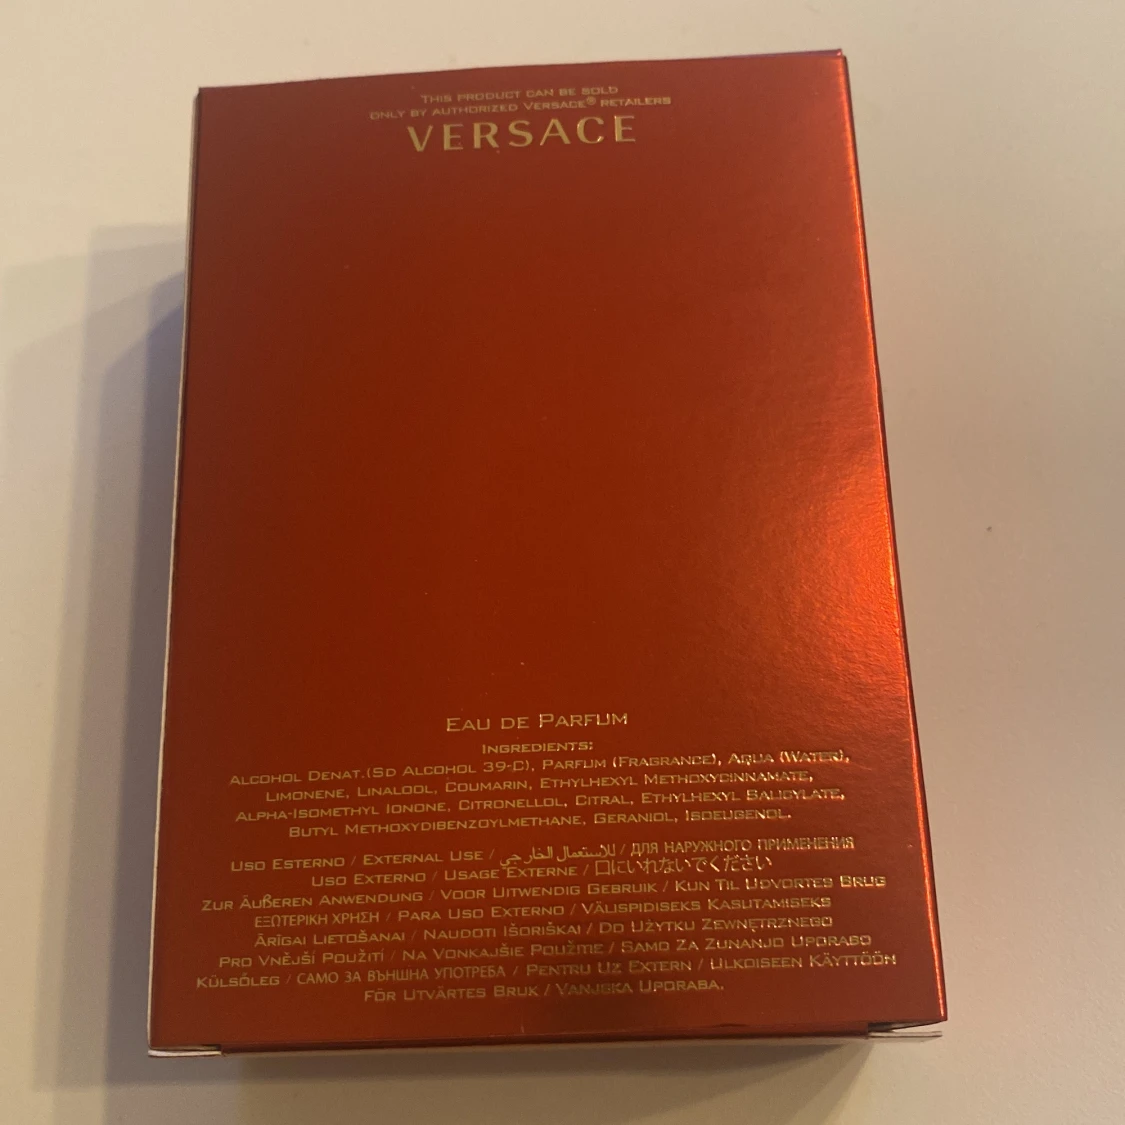 THIS PRODUCT CAN BE SOLD
ONLY BY AUTHORIZED VERSACE® RETAILERS
VERSACE
EAU DE PARFUM
INGREDIENTS:
ALCOHOL DENAT.(SD ALCOHOL 39-C), PARFUM (FRAGRANCE), AQUA (WATER),
LIMONENE, LINALOOL, COUMARIN, ETHYLHEXYL METHOXYCINNAMATE,
ALPHA-ISOMETHYL IONONE, CITRONELLOL, CITRAL, ETHYLHEXYL SALICYLATE,
BUTYL METHOXYDIBENZOYLMETHANE, GERANIOL, ISOEUGENOL.
USO ESTERNO / EXTERNAL USE / للاستعمال الخارجي / ДЛЯ НАРУЖНОГО ПРИМЕНЕНИЯ
USO EXTERNO / USAGE EXTERNE / 口にいれないでください
ZUR ÄUßEREN ANWENDUNG / VOOR UITWENDIG GEBRUIK / KUN TIL UDVORTES BRUG
ΕΞΩΤΕΡΙΚΗ ΧΡΗΣΗ / PARA USO EXTERNO / VÄLISPIDISEKS KASUTAMISEKS
ĀRĪGAI LIETOŠANAI / NAUDOTI IŠORIŠKAI / DO UŻYTKU ZEWNĘTRZNEGO
PRO VNĚJŠÍ POUŽITÍ / NA VONKAJŠIE POUŽITIE / SAMO ZA ZUNANJO UPORABO
KÜLSŐLEG / САМО ЗА ВЪНШНА УПОТРЕБА / PENTRU UZ EXTERN / ULKOISEEN KÄYTTÖÖN
FÖR UTVÄRTES BRUK / VANJSKA UPORABA.